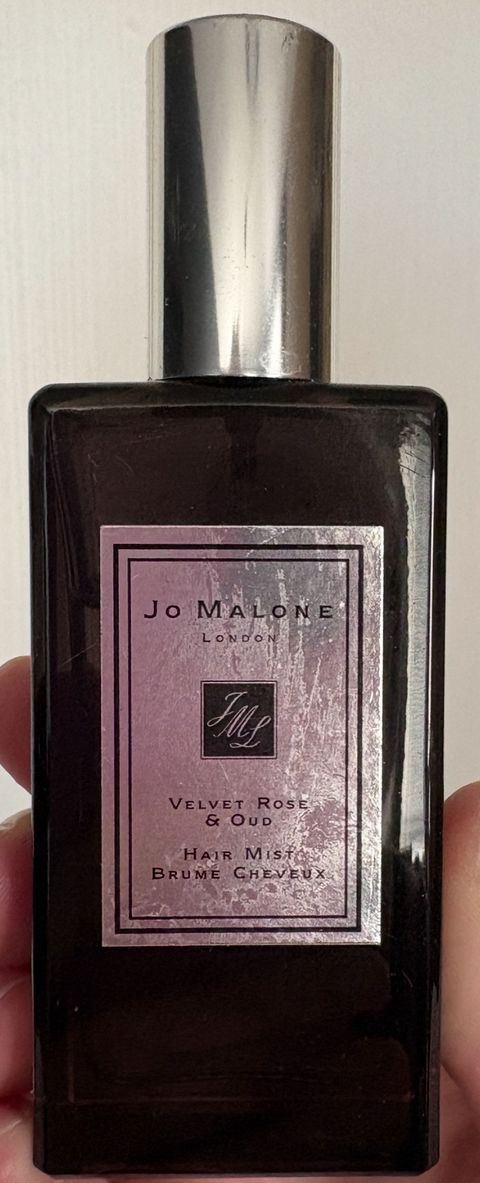 JO MALONE
LONDON
JML
VELVET ROSE
& OUD
HAIR MIST
BRUME CHEVEUX